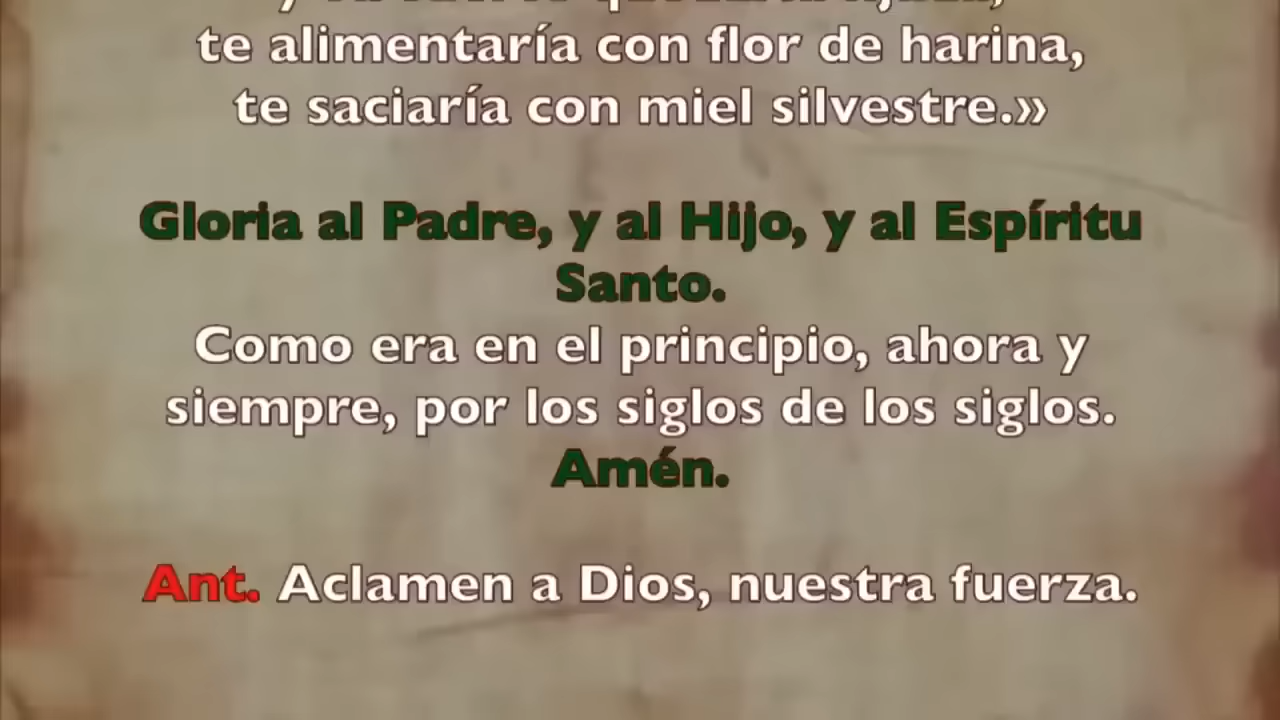 te alimentaría con flor de harina,
te saciaría con miel silvestre.»
Gloria al Padre, y al Hijo, y al Espíritu
Santo.
Como era en el principio, ahora y
siempre, por los siglos de los siglos.
Amén.
Ant. Aclamen a Dios, nuestra fuerza.